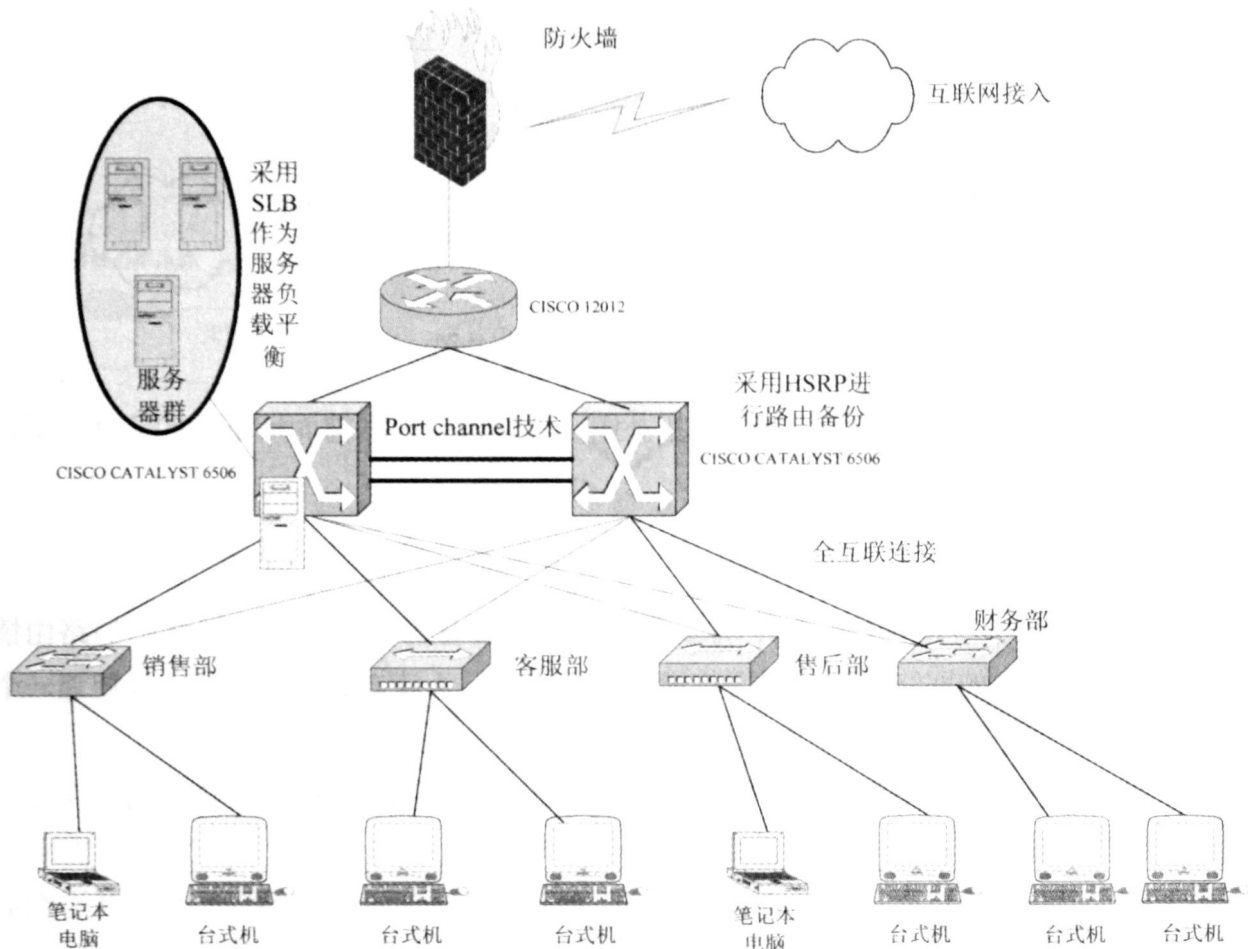 防火墙
互联网接入
采用
SLB
作为
服务
器负
载平
衡
服务
器群
CISCO 12012
采用HSRP进
行路由备份
Port channel技术
CISCO CATALYST 6506
CISCO CATALYST 6506
全互联连接
销售部
客服部
售后部
财务部
笔记本
电脑
台式机
台式机
台式机
笔记本
电脑
台式机
台式机
台式机